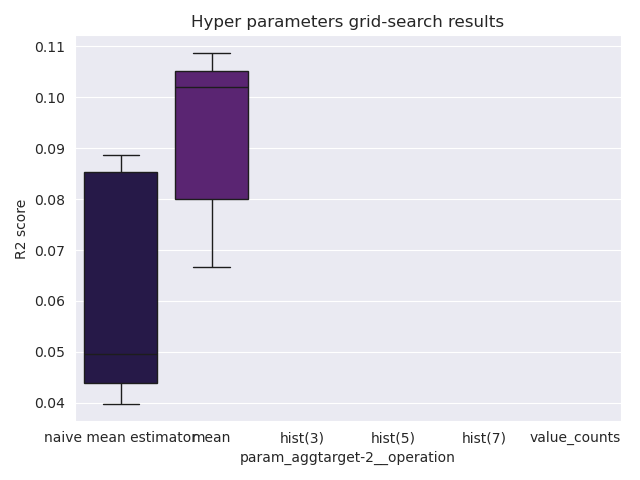 Hyper parameters grid-search results
0.11
0.10
0.09
0.08
0.07
0.06
0.05
0.04
R2 score
naive mean estimator mean hist(3) hist(5) hist(7) value_counts
param_aggtarget-2__operation